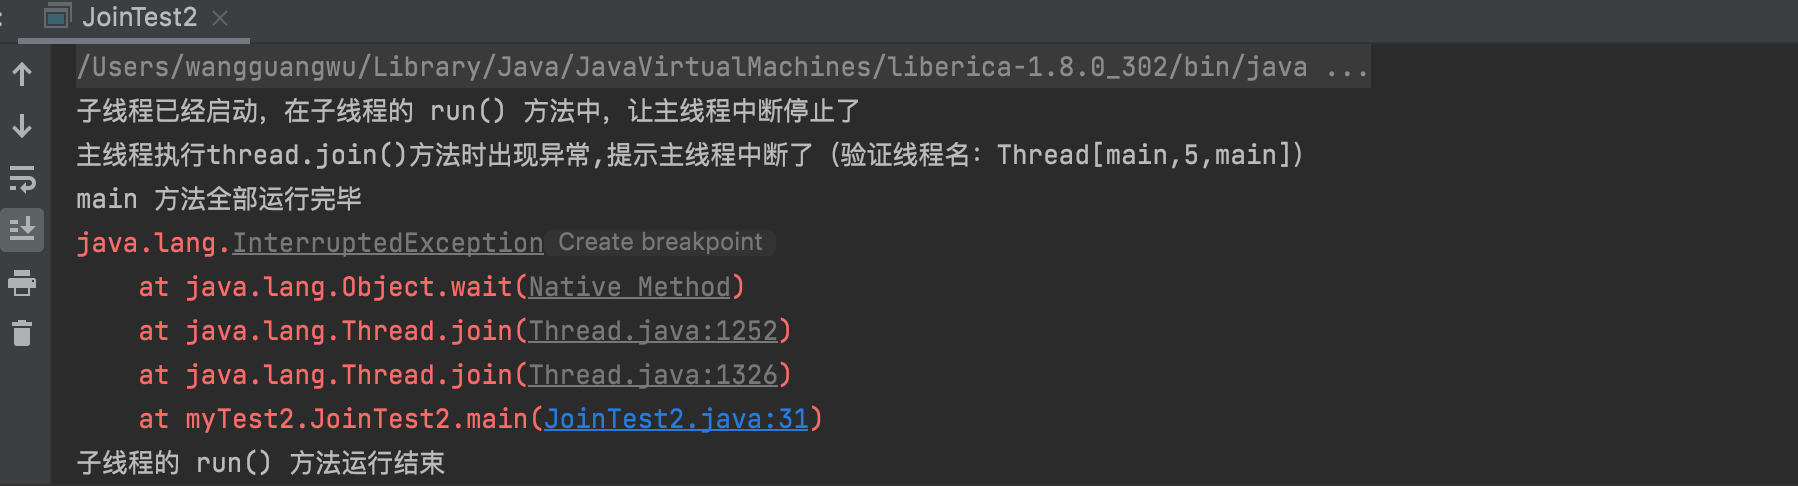 JoinTest2
/Users/wangguangwu/Library/Java/JavaVirtualMachines/liberica-1.8.0_302/bin/java ...
子线程已经启动，在子线程的 run() 方法中，让主线程中断停止了
主线程执行thread.join()方法时出现异常,提示主线程中断了（验证线程名：Thread[main,5,main]）
main 方法全部运行完毕
java.lang.InterruptedException Create breakpoint
at java.lang.Object.wait(Native Method)
at java.lang.Thread.join(Thread.java:1252)
at java.lang.Thread.join(Thread.java:1326)
at myTest2.JoinTest2.main(JoinTest2.java:31)
子线程的 run() 方法运行结束